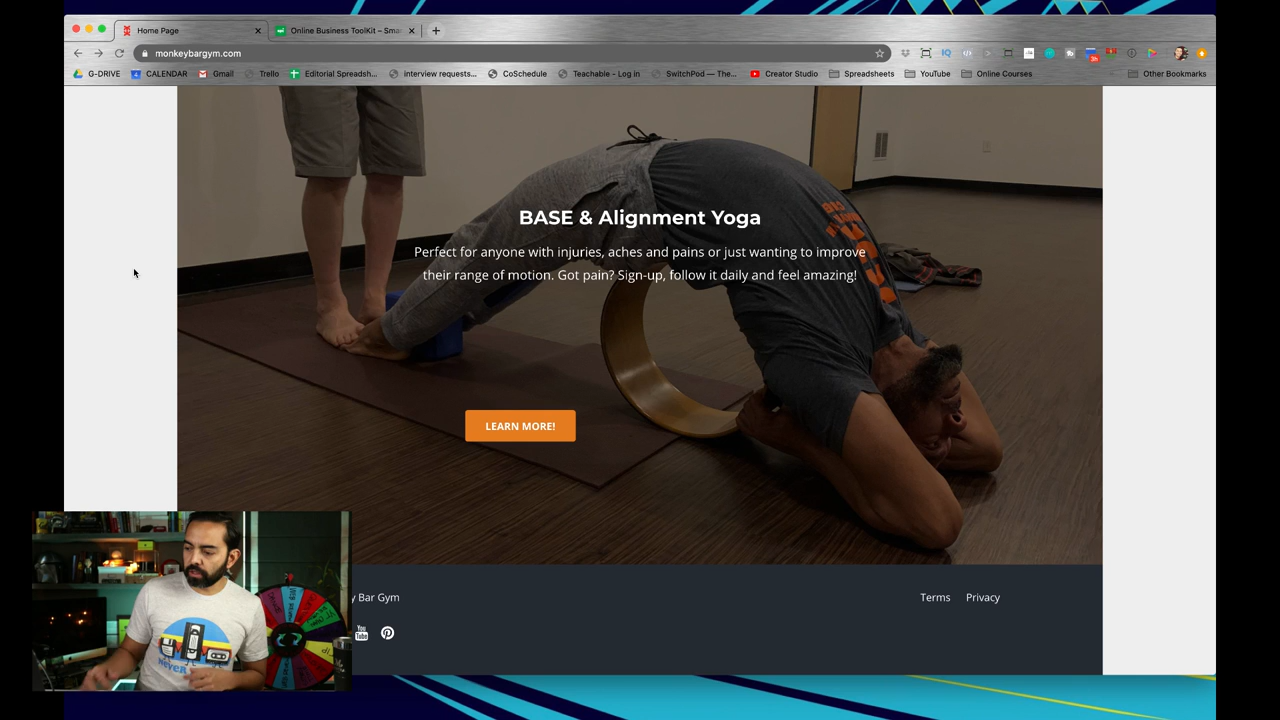 Home Page
Online Business ToolKit – Sma
monkeybargym.com
G-DRIVE
CALENDAR
Gmail
Trello
Editorial Spreadsh...
interview requests...
CoSchedule
Teachable - Log in
SwitchPod — The...
Creator Studio
Spreadsheets
YouTube
Online Courses
Other Bookmarks
BASE & Alignment Yoga
Perfect for anyone with injuries, aches and pains or just wanting to improve
their range of motion. Got pain? Sign-up, follow it daily and feel amazing!
LEARN MORE!
y Bar Gym
Terms
Privacy
You
Tube
Never